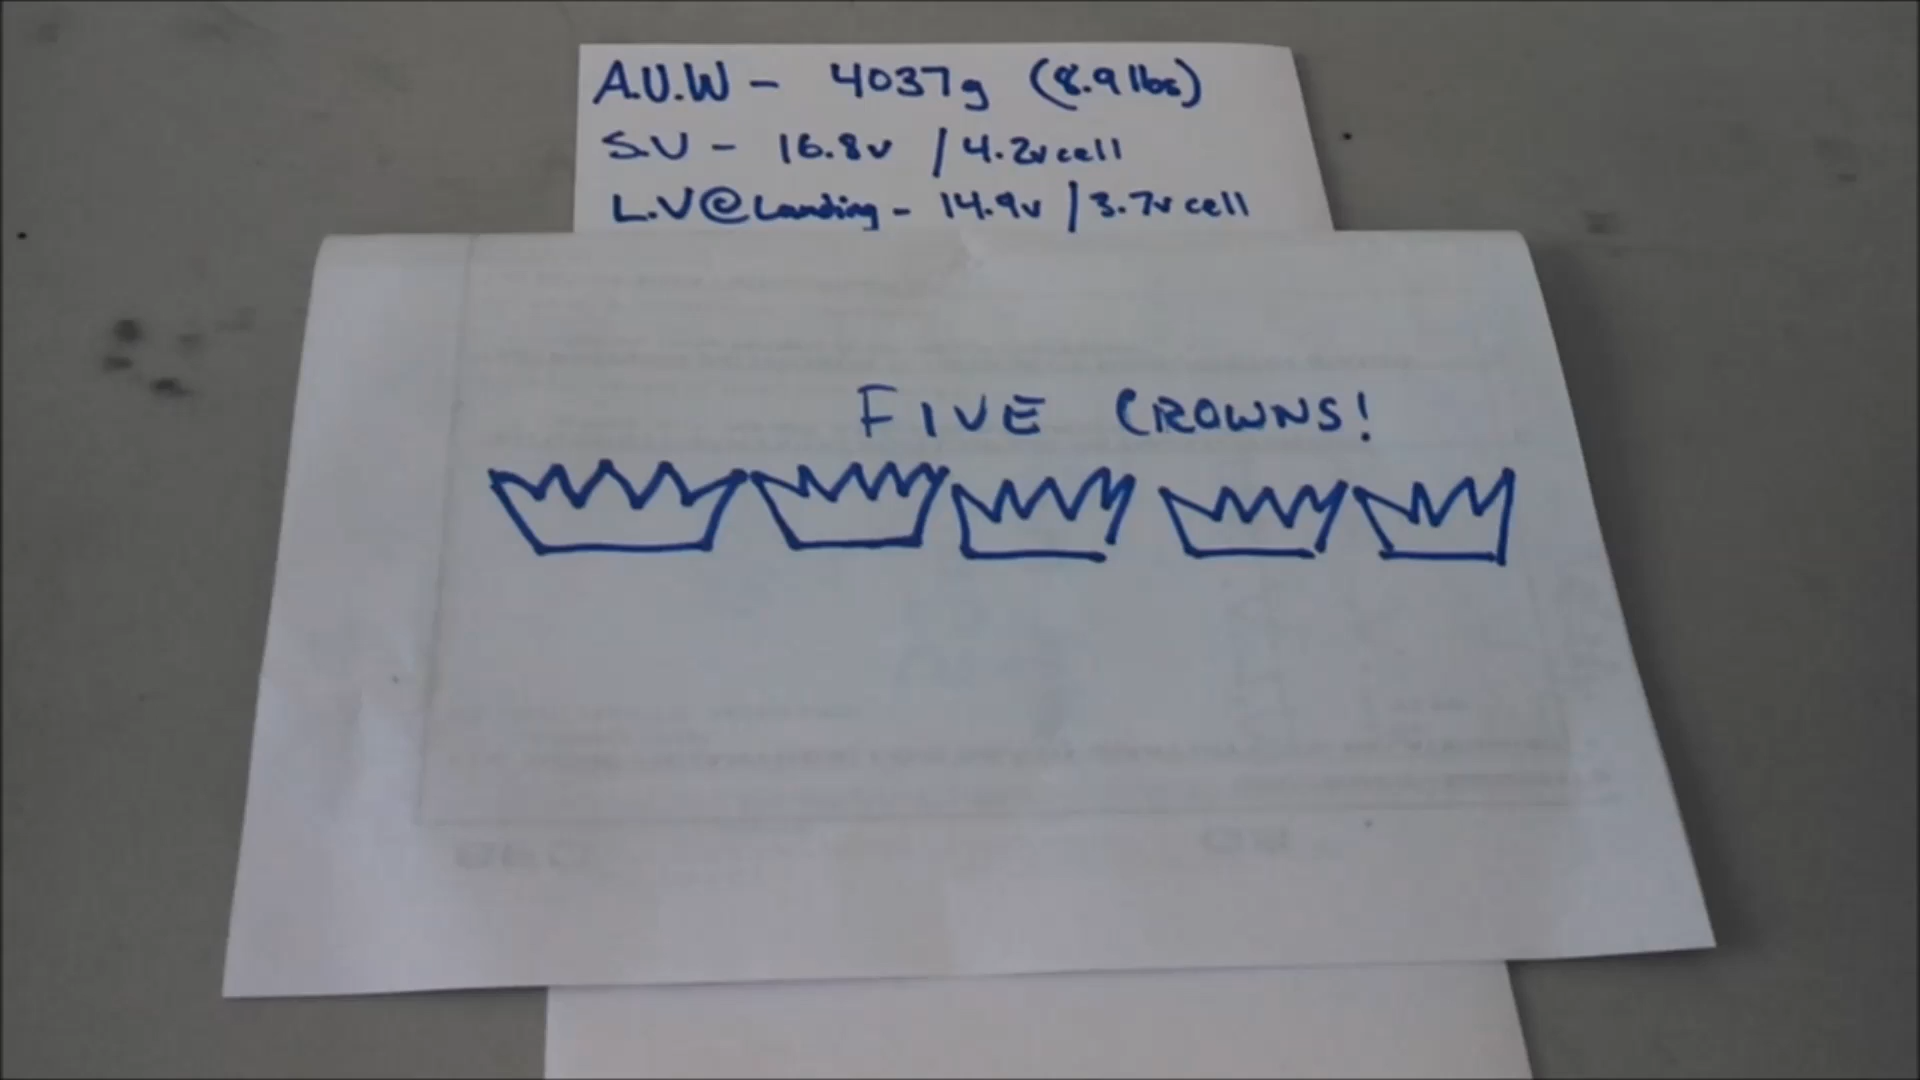 A.U.W - 4037g (8.9lbs)
S.V - 16.8v / 4.2v cell
L.V@Landing - 14.9v / 3.7v cell
FIVE CROWNS!